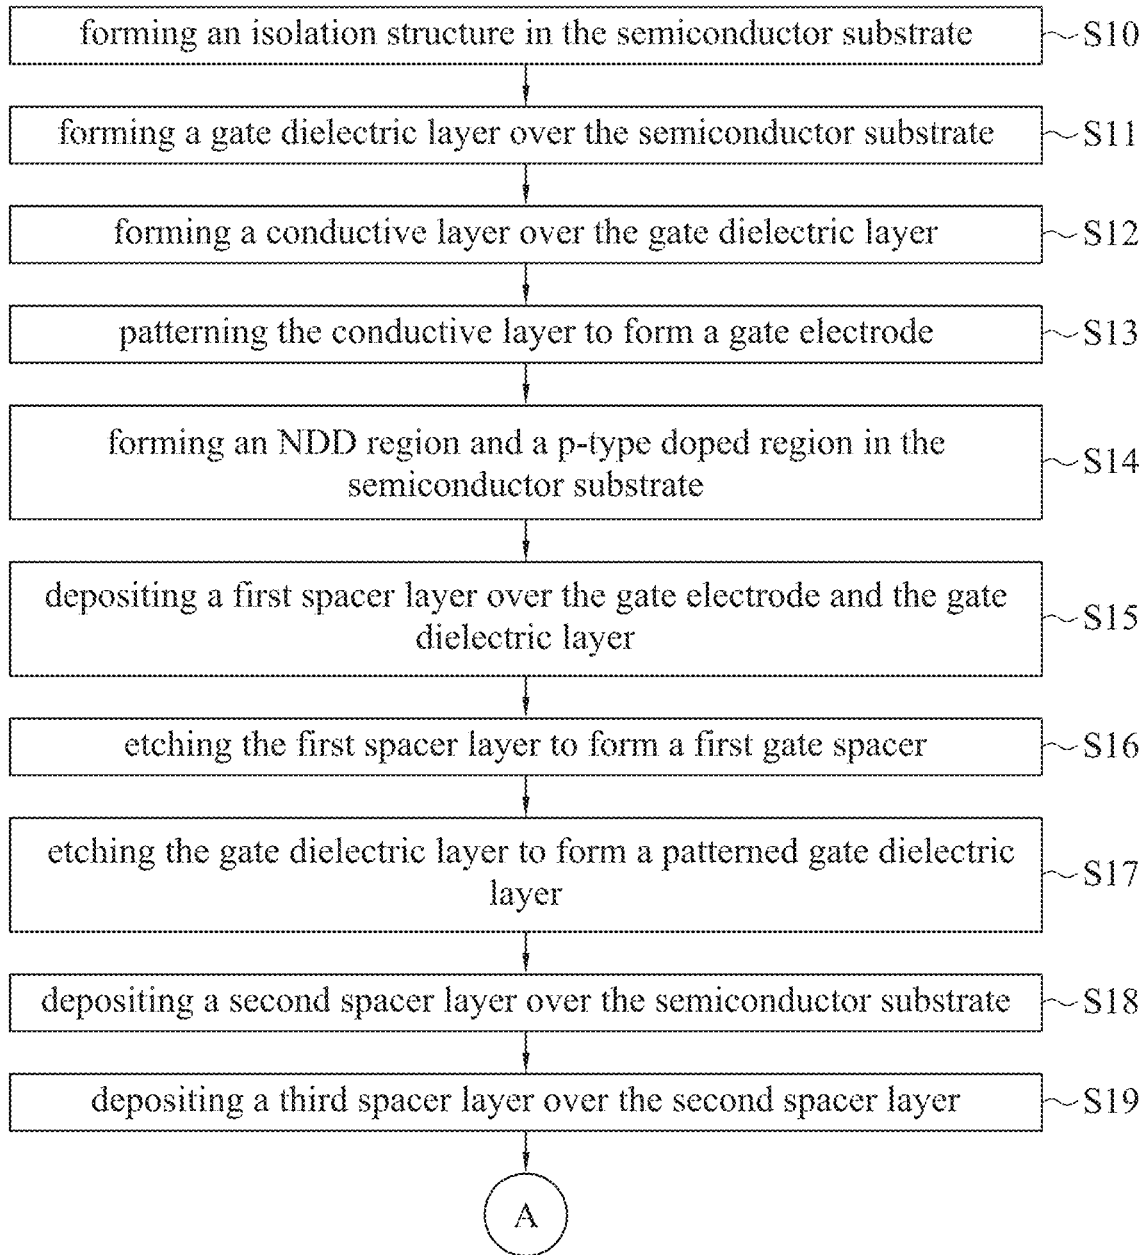 forming an isolation structure in the semiconductor substrate
S10
forming a gate dielectric layer over the semiconductor substrate
S11
forming a conductive layer over the gate dielectric layer
S12
patterning the conductive layer to form a gate electrode
S13
forming an NDD region and a p-type doped region in the
semiconductor substrate
S14
depositing a first spacer layer over the gate electrode and the gate
dielectric layer
S15
etching the first spacer layer to form a first gate spacer
S16
etching the gate dielectric layer to form a patterned gate dielectric
layer
S17
depositing a second spacer layer over the semiconductor substrate
S18
depositing a third spacer layer over the second spacer layer
S19
A